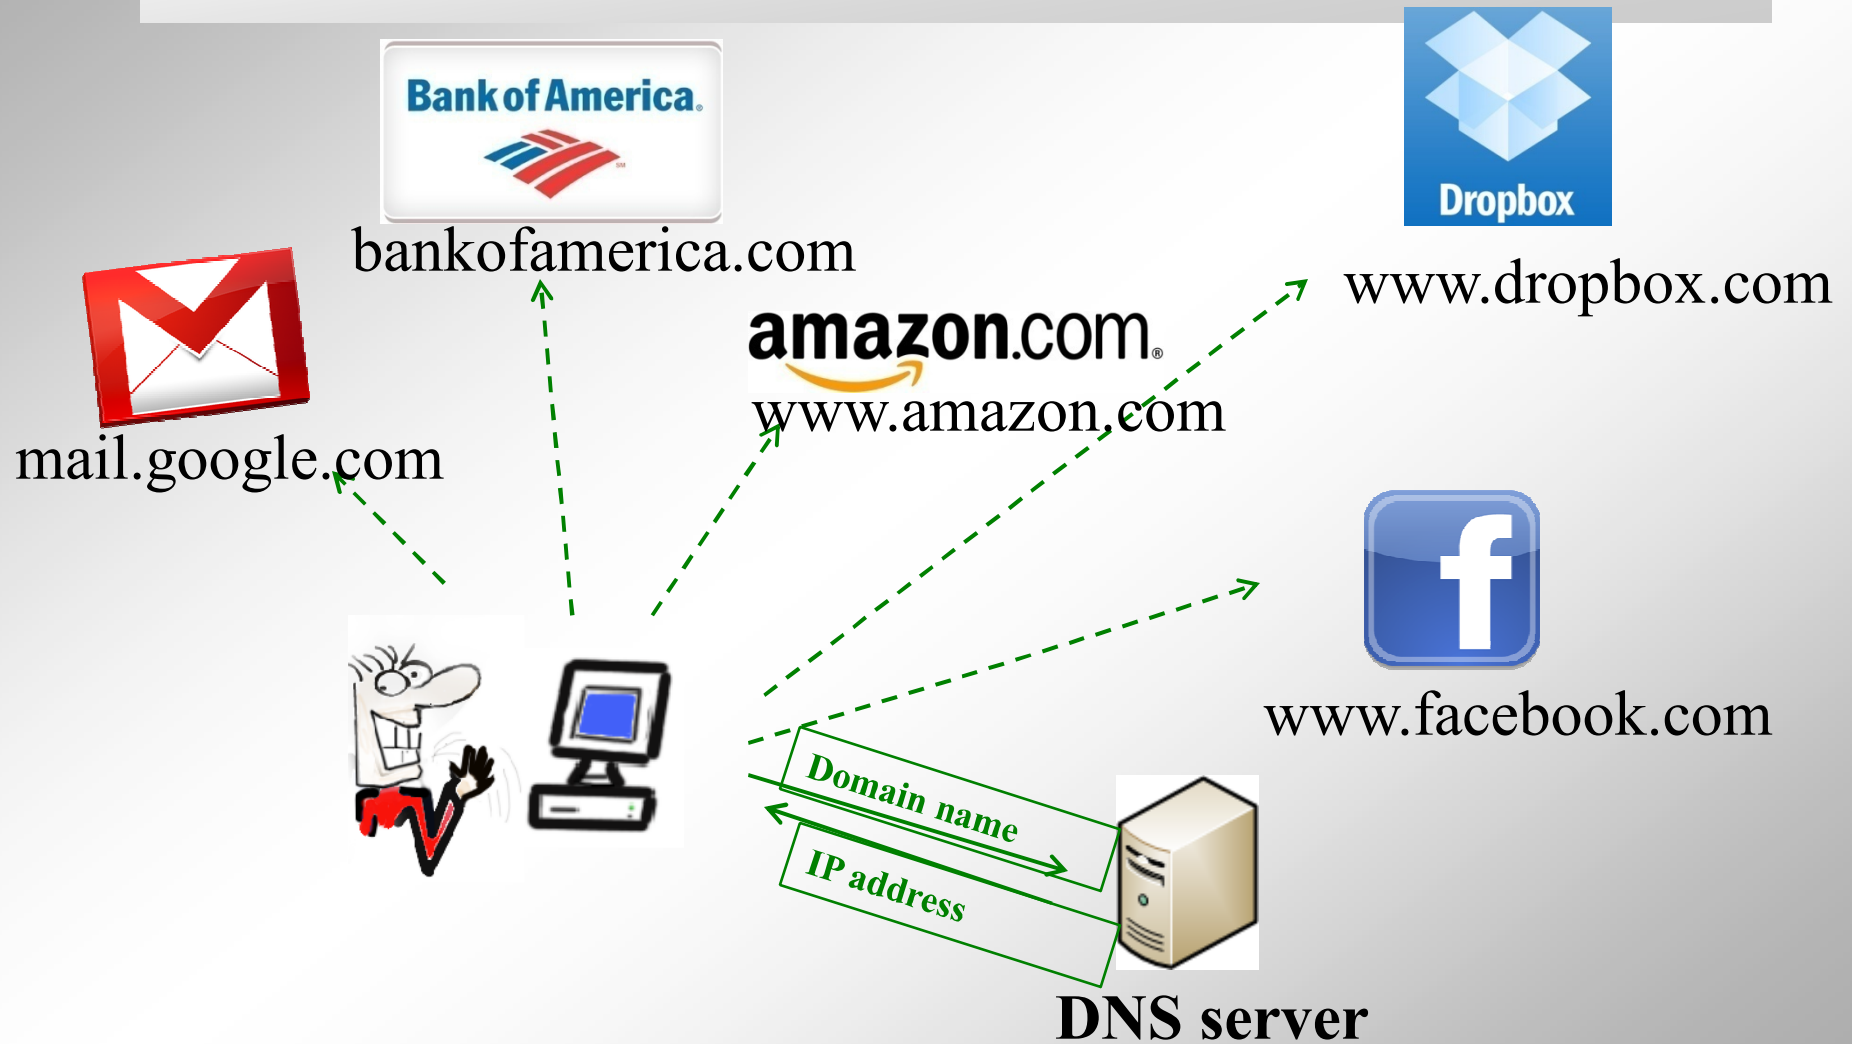 Bank of America
SM
bankofamerica.com
Dropbox
www.dropbox.com
amazon.com®
www.amazon.com
mail.google.com
f
www.facebook.com
Domain name
IP address
DNS server